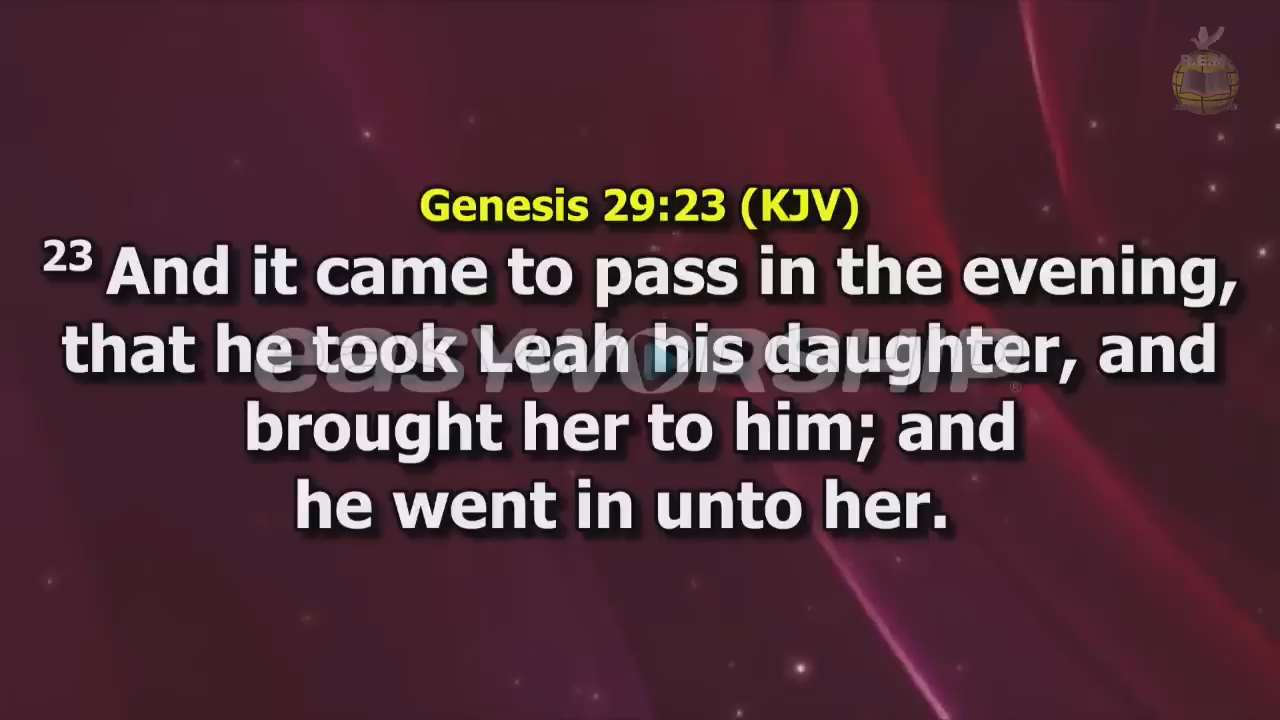 R.E.M.
Genesis 29:23 (KJV)
23 And it came to pass in the evening,
that he took Leah his daughter, and
easyworship®
brought her to him; and
he went in unto her.